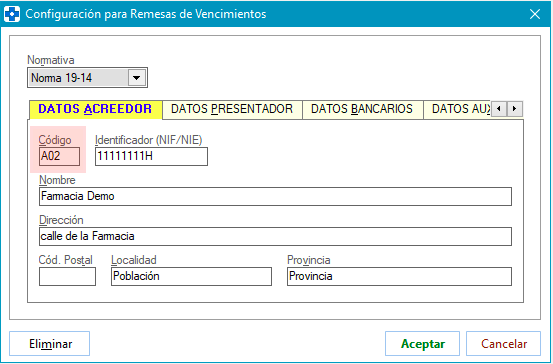 Configuración para Remesas de Vencimientos
Normativa
Norma 19-14
DATOS ACREEDOR DATOS PRESENTADOR DATOS BANCARIOS DATOS AUX
Código Identificador (NIF/NIE)
A02 11111111H
Nombre
Farmacia Demo
Dirección
calle de la Farmacia
Cód. Postal Localidad Provincia
Población Provincia
Eliminar Aceptar Cancelar